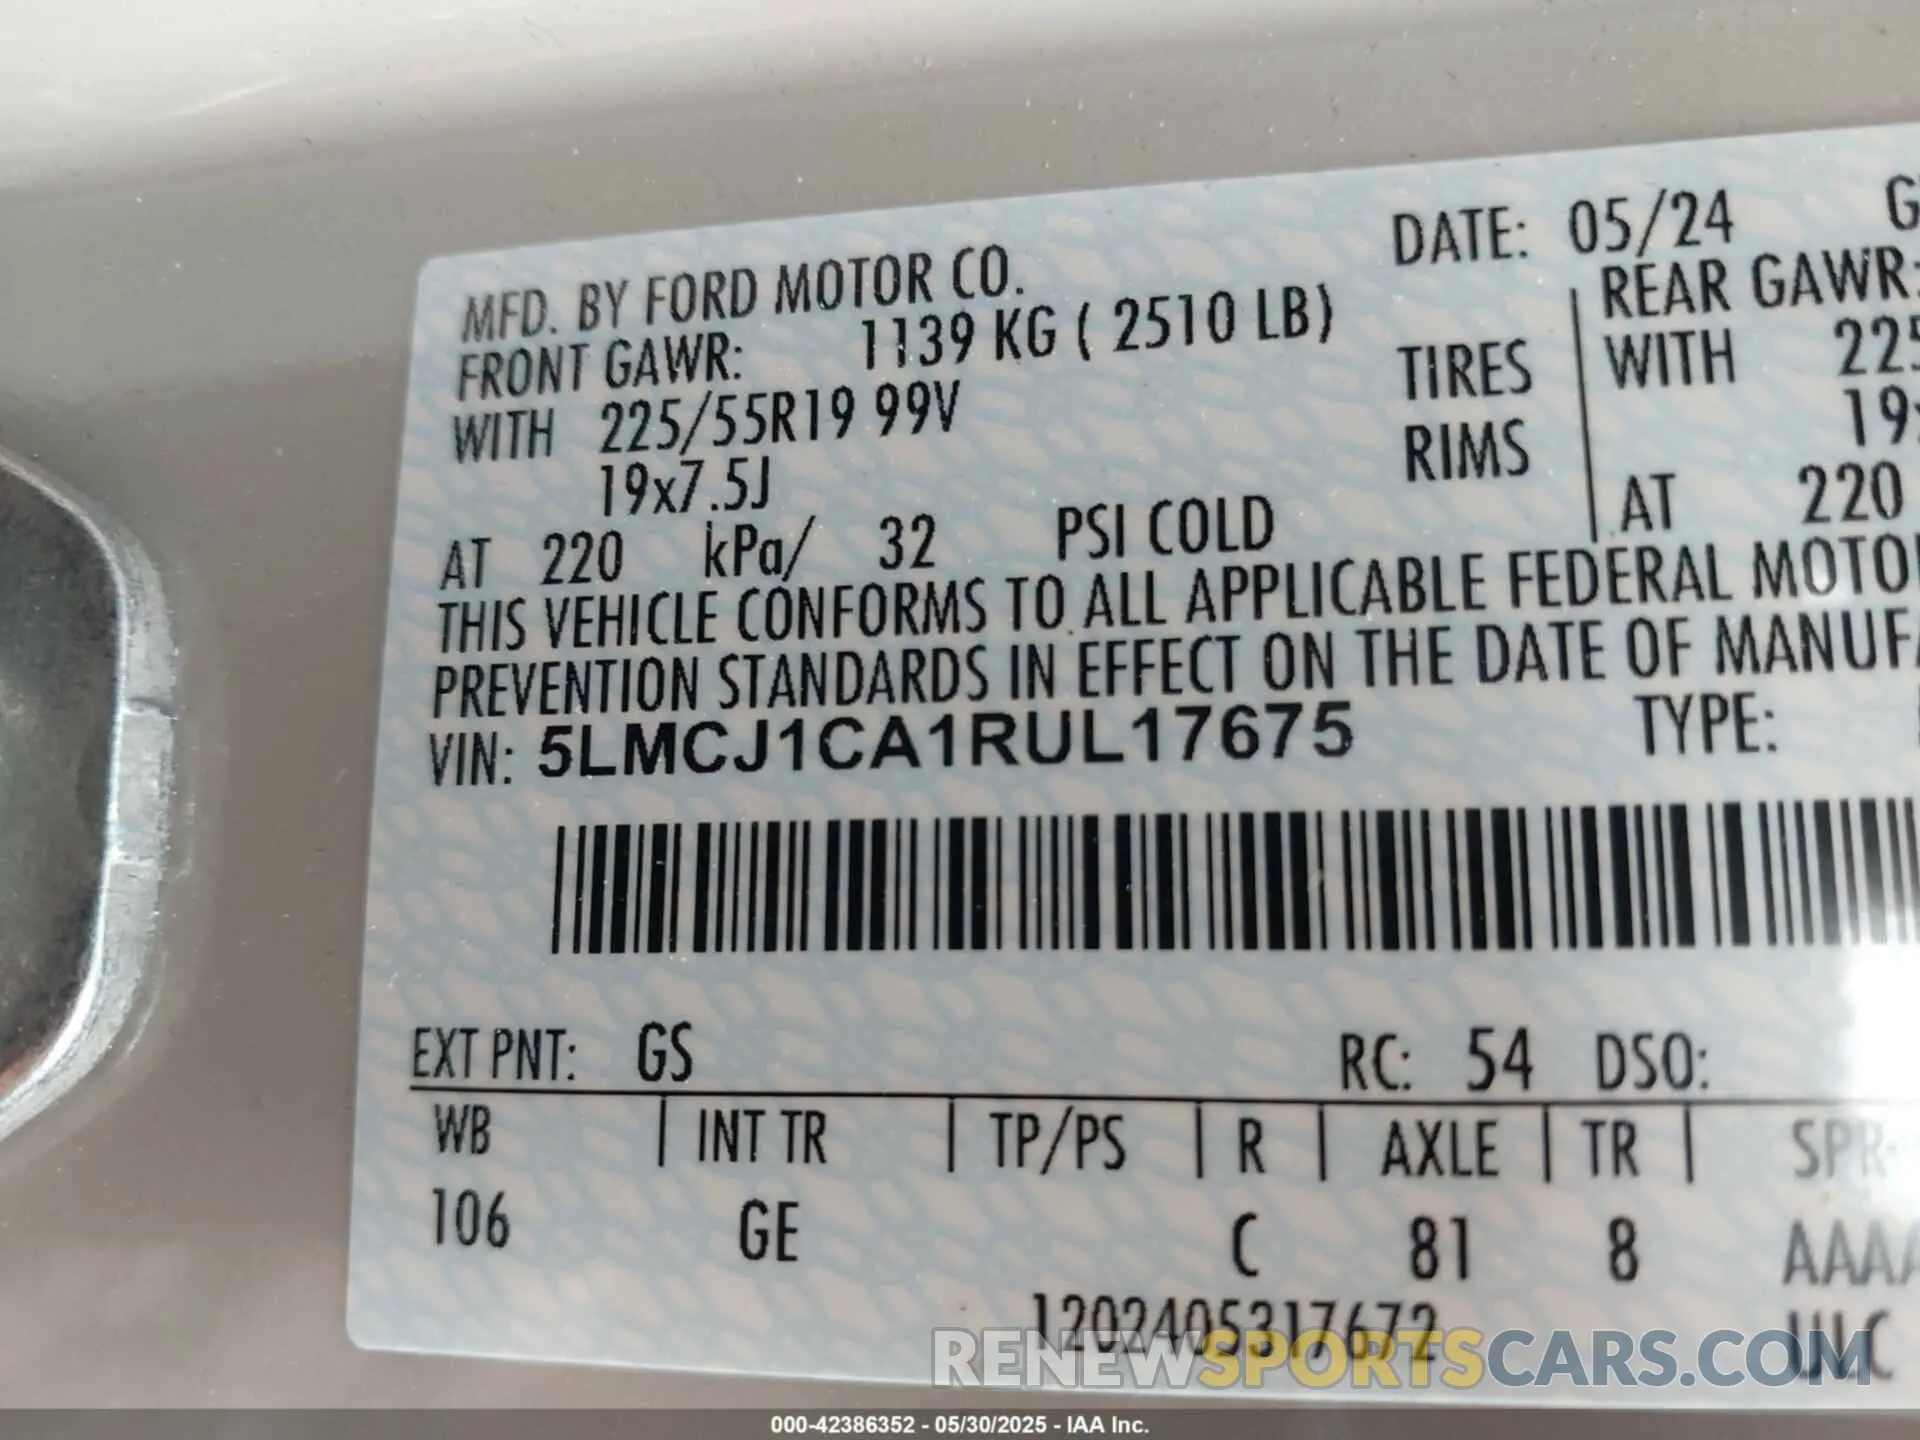 DATE: 05/24
MFD. BY FORD MOTOR CO.
FRONT GAWR: 1139 KG ( 2510 LB) REAR GAWR:
WITH 225/55R19 99V TIRES WITH
19x7.5J RIMS
AT 220 kPa/ 32 PSI COLD AT 220
THIS VEHICLE CONFORMS TO ALL APPLICABLE FEDERAL
PREVENTION STANDARDS IN EFFECT ON THE DATE OF
VIN: 5LMCJ1CA1RUL17675 TYPE:
EXT PNT: GS RC: 54 DSO:
WB | INT TR | TP/PS | R | AXLE | TR |
106 GE C 81 8
1202405317672
RENEWSPORTSCARS.COM
000-42386352 - 05/30/2025 - IAA Inc.